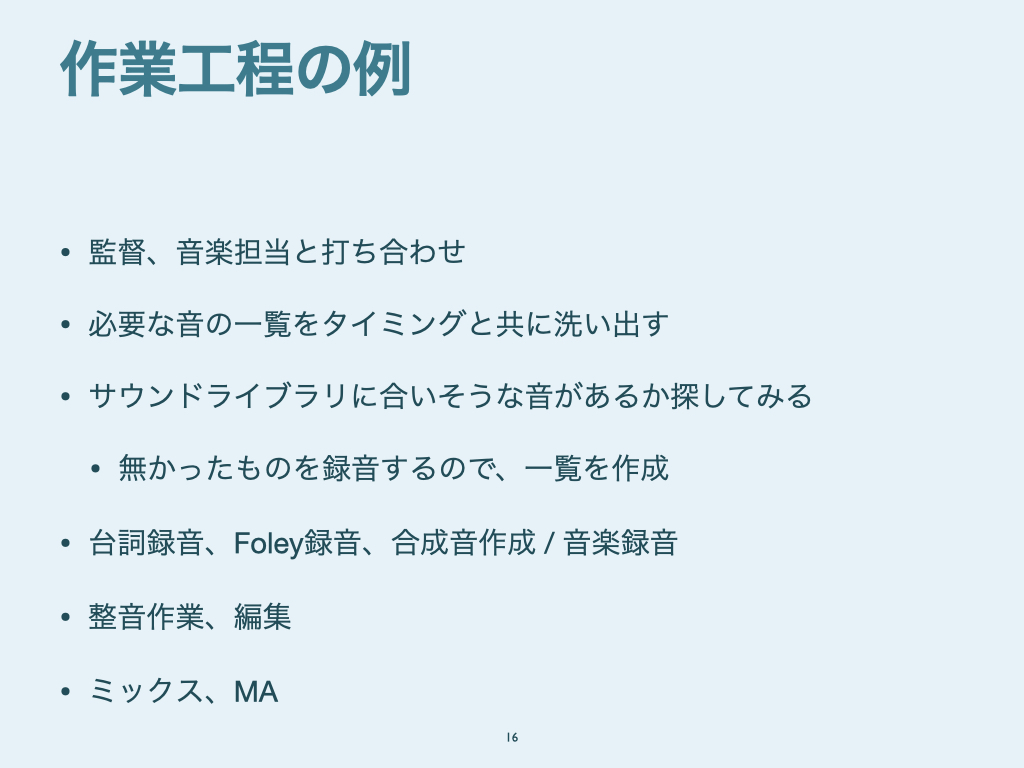 作業工程の例
• 監督、音楽担当と打ち合わせ
• 必要な音の一覧をタイミングと共に洗い出す
• サウンドライブラリに合いそうな音があるか探してみる
• 無かったものを録音するので、一覧を作成
• 台詞録音、Foley録音、合成音作成 / 音楽録音
• 整音作業、編集
• ミックス、MA
16